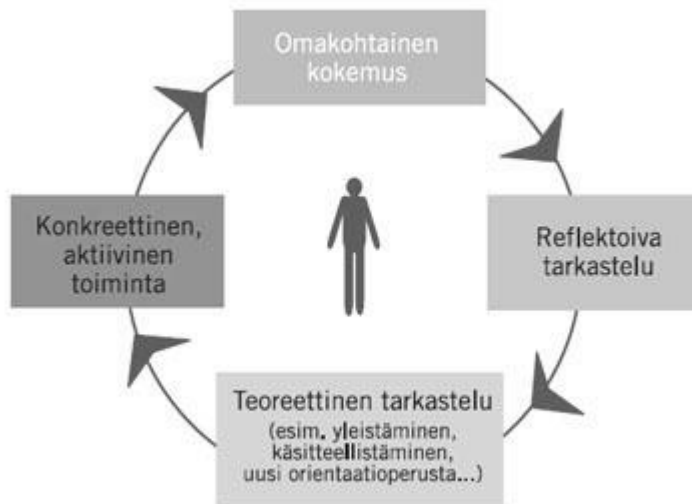 Omakohtainen
kokemus
Reflektoiva
tarkastelu
Teoreettinen tarkastelu
(esim. yleistäminen,
käsitteellistäminen,
uusi orientaatioperusta...)
Konkreettinen,
aktiivinen
toiminta